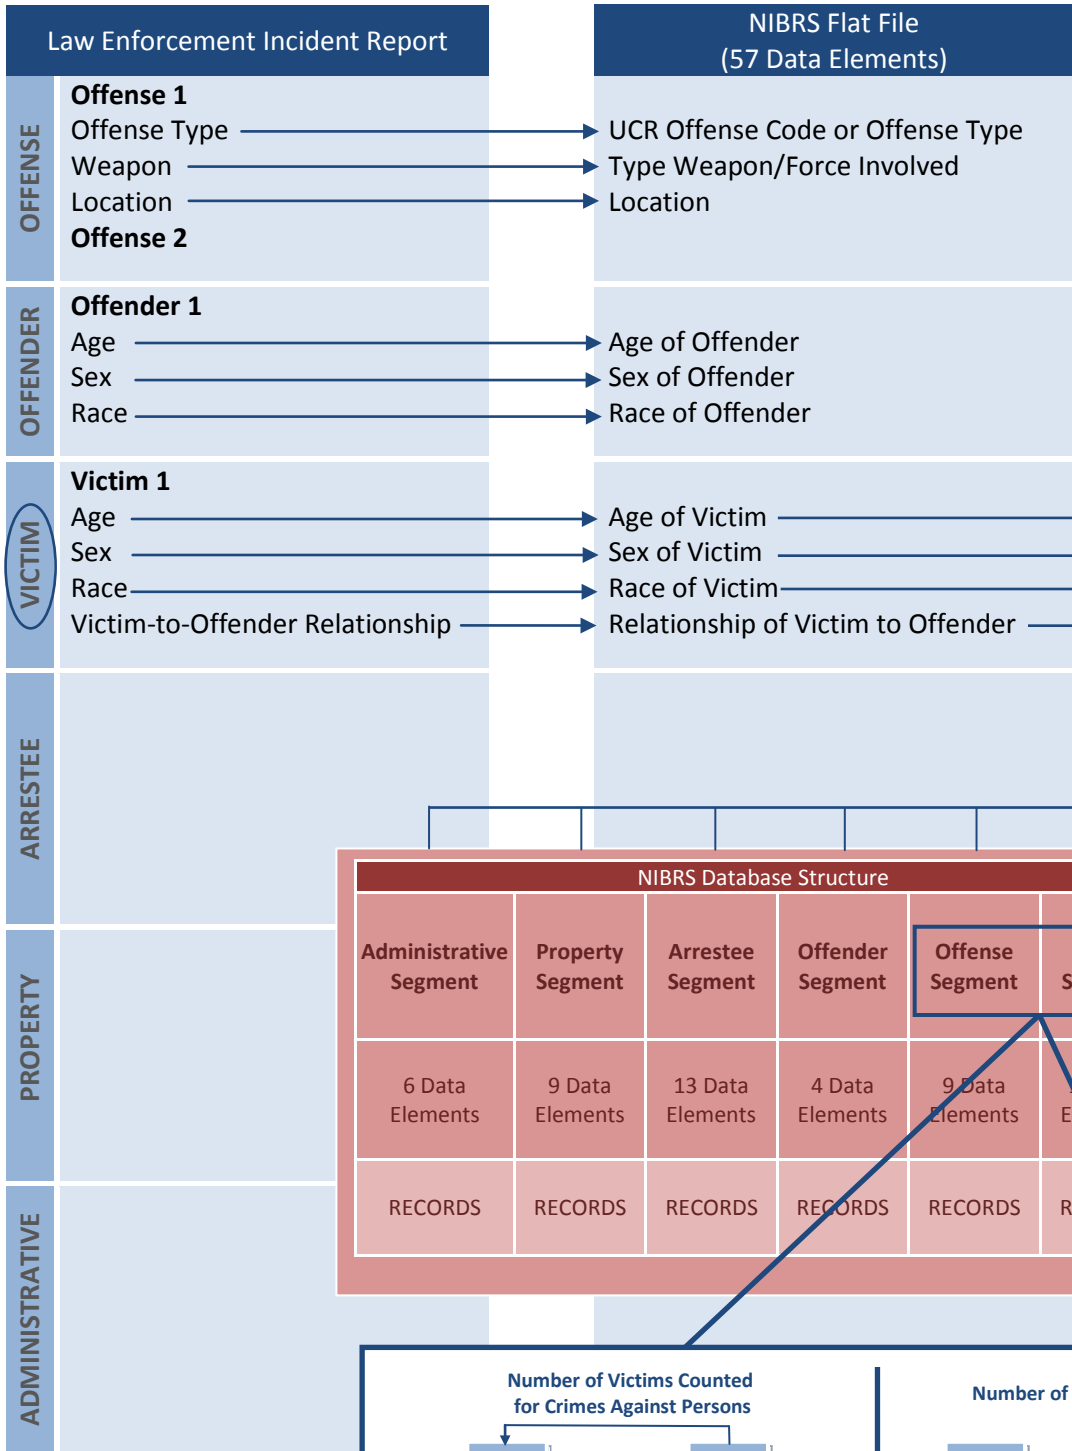 Law Enforcement Incident Report
NIBRS Flat File
(57 Data Elements)
OFFENSE
Offense 1
Offense Type
UCR Offense Code or Offense Type
Weapon
Type Weapon/Force Involved
Location
Location
Offense 2
OFFENDER
Offender 1
Age
Age of Offender
Sex
Sex of Offender
Race
Race of Offender
VICTIM
Victim 1
Age
Age of Victim
Sex
Sex of Victim
Race
Race of Victim
Victim-to-Offender Relationship
Relationship of Victim to Offender
ARRESTEE
PROPERTY
ADMINISTRATIVE
NIBRS Database Structure
Administrative
Segment
Property
Segment
Arrestee
Segment
Offender
Segment
Offense
Segment
S
6 Data
Elements
9 Data
Elements
13 Data
Elements
4 Data
Elements
9 Data
Elements
E
RECORDS
RECORDS
RECORDS
RECORDS
RECORDS
R
Number of Victims Counted
for Crimes Against Persons
Number of
1
1
1